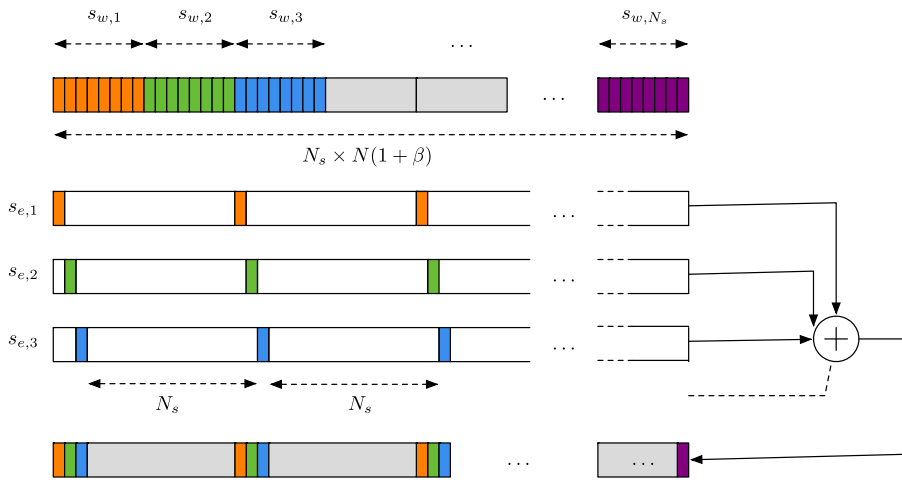 s_{w,1} s_{w,2} s_{w,3} ... s_{w,N_s}
...
N_s × N(1 + β)
s_{e,1} ...
s_{e,2} ...
s_{e,3} ...
N_s N_s
... ...